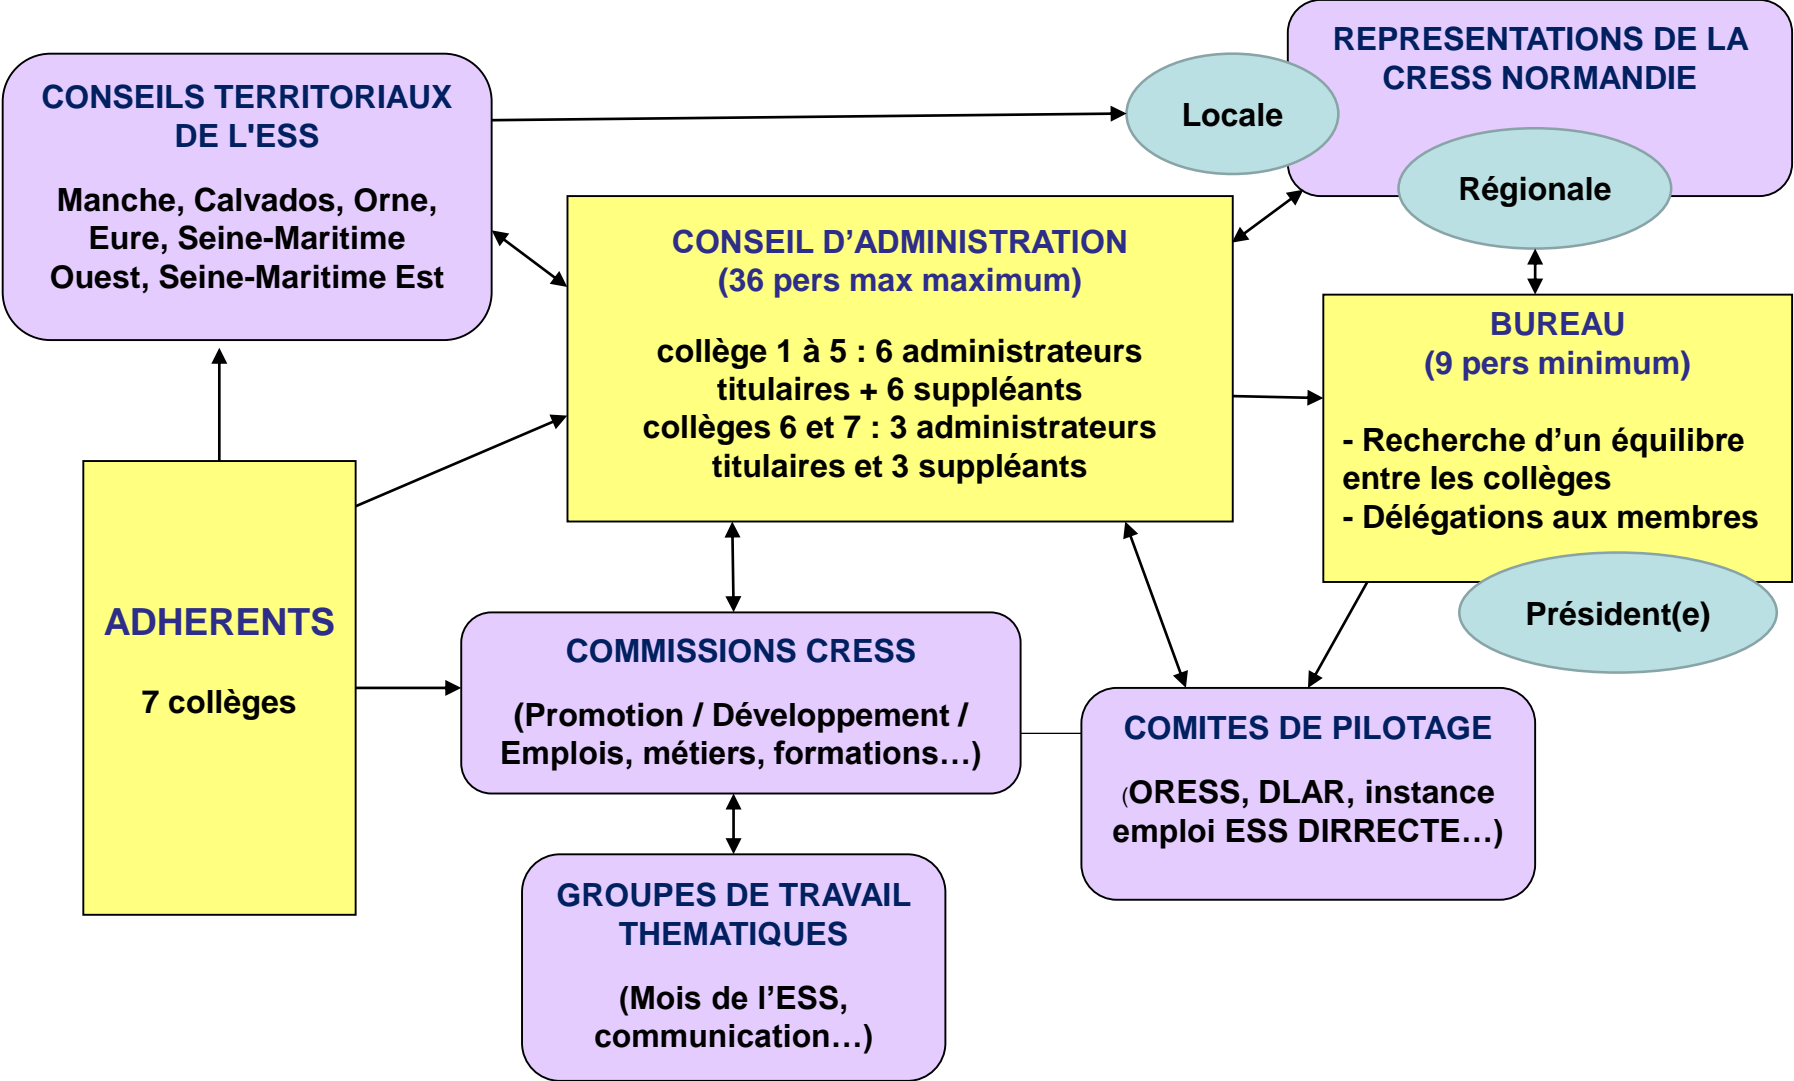 REPRESENTATIONS DE LA
CRESS NORMANDIE
Locale
Régionale
CONSEILS TERRITORIAUX
DE L'ESS
Manche, Calvados, Orne,
Eure, Seine-Maritime
Ouest, Seine-Maritime Est
CONSEIL D’ADMINISTRATION
(36 pers max maximum)
collège 1 à 5 : 6 administrateurs
titulaires + 6 suppléants
collèges 6 et 7 : 3 administrateurs
titulaires et 3 suppléants
BUREAU
(9 pers minimum)
- Recherche d’un équilibre
entre les collèges
- Délégations aux membres
Président(e)
ADHERENTS
7 collèges
COMMISSIONS CRESS
(Promotion / Développement /
Emplois, métiers, formations…)
COMITES DE PILOTAGE
(ORESS, DLAR, instance
emploi ESS DIRRECTE…)
GROUPES DE TRAVAIL
THEMATIQUES
(Mois de l’ESS,
communication…)